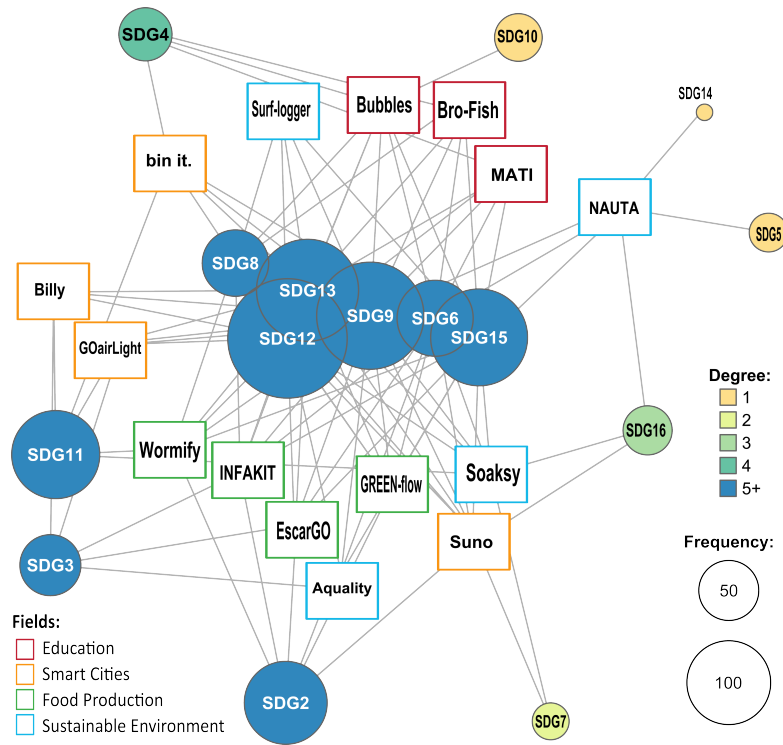 SDG4
SDG10
SDG14
Surf-logger
Bubbles
Bro-Fish
bin it.
MATI
NAUTA
SDG5
SDG8
SDG13
Billy
SDG9
SDG6
SDG12
SDG15
GOairLight
Degree:
1
2
3
4
5+
SDG16
Wormify
SDG11
INFAKIT
GREEN-flow
Soaksy
EscarGO
Suno
Frequency:
50
100
SDG3
Aquality
Fields:
Education
Smart Cities
Food Production
Sustainable Environment
SDG2
SDG7